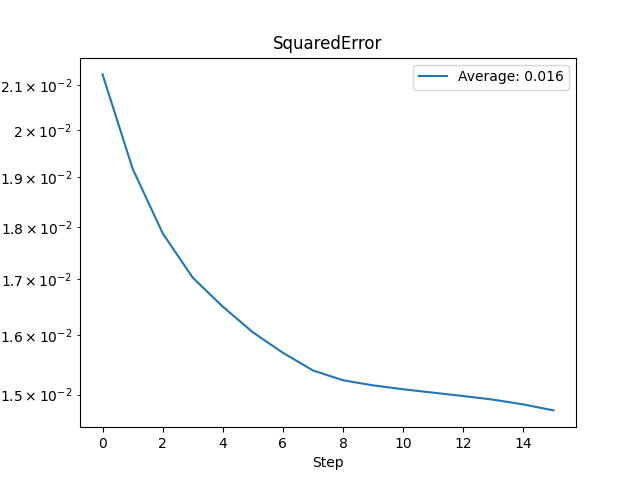 SquaredError
Average: 0.016
2.1 × 10⁻²
2 × 10⁻²
1.9 × 10⁻²
1.8 × 10⁻²
1.7 × 10⁻²
1.6 × 10⁻²
1.5 × 10⁻²
0 2 4 6 8 10 12 14
Step